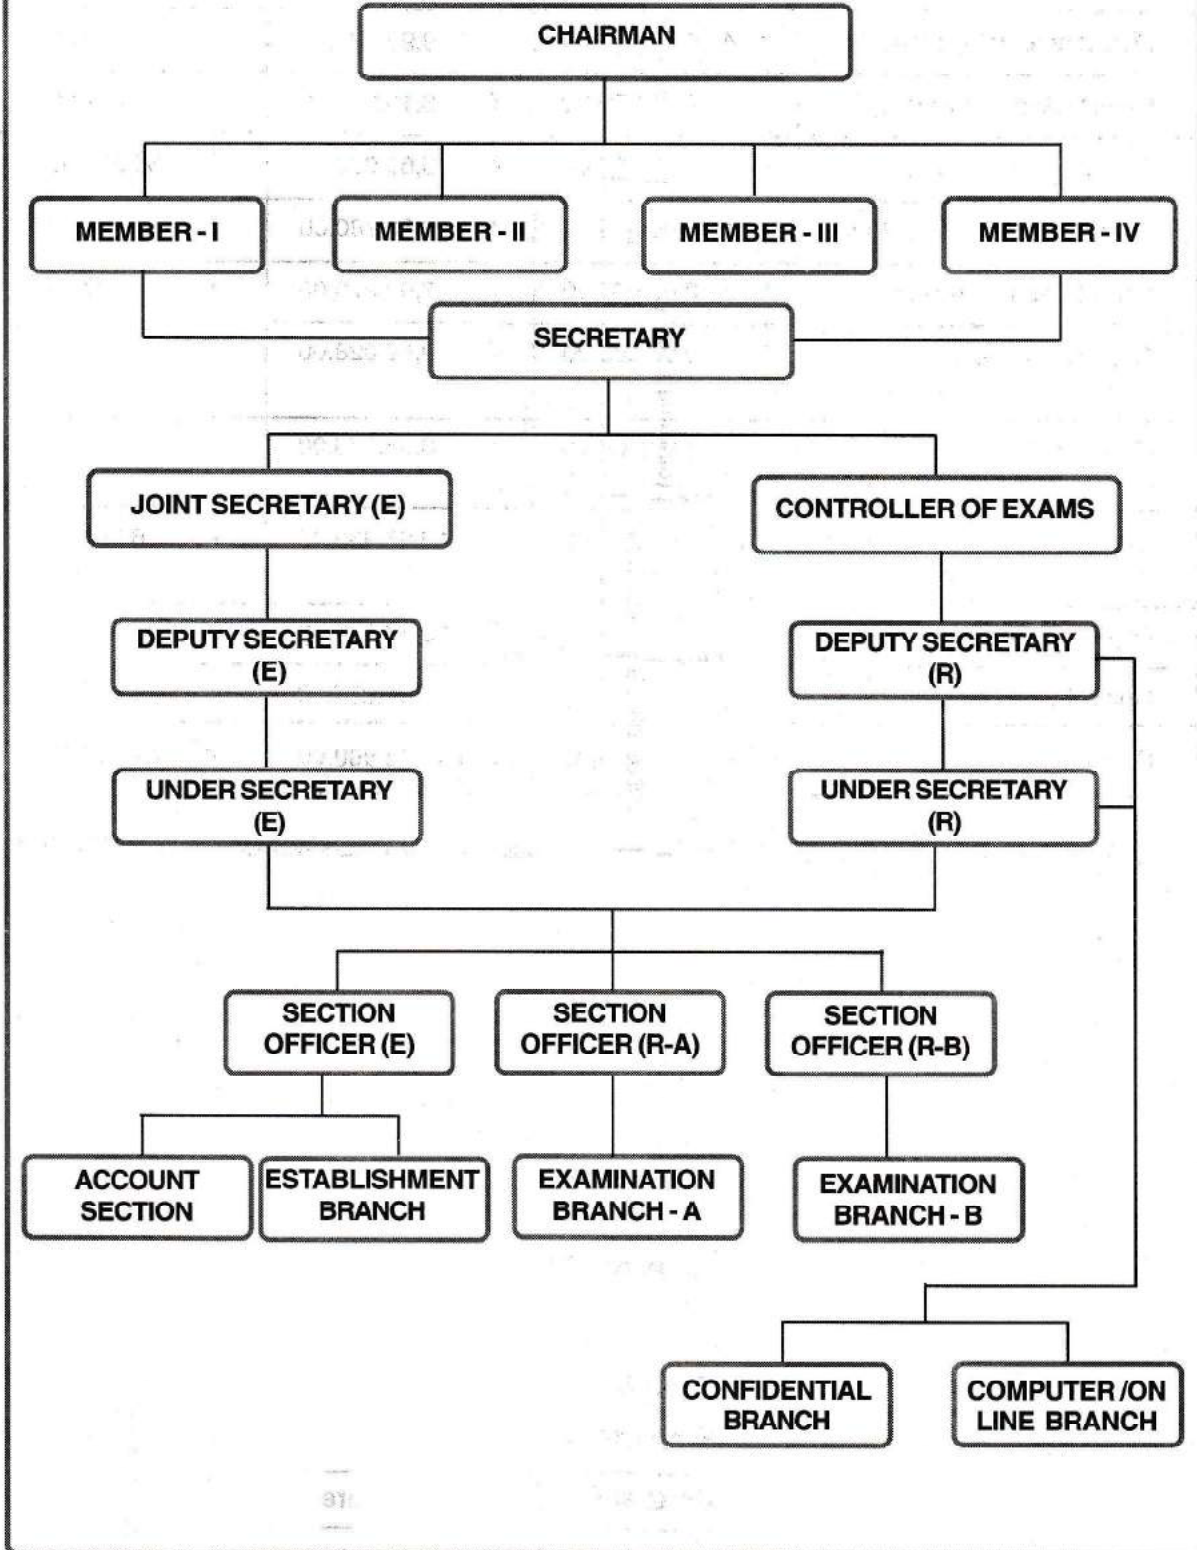 CHAIRMAN
MEMBER - I
MEMBER - II
MEMBER - III
MEMBER - IV
SECRETARY
JOINT SECRETARY (E)
CONTROLLER OF EXAMS
DEPUTY SECRETARY
(E)
DEPUTY SECRETARY
(R)
UNDER SECRETARY
(E)
UNDER SECRETARY
(R)
SECTION
OFFICER (E)
SECTION
OFFICER (R-A)
SECTION
OFFICER (R-B)
ACCOUNT
SECTION
ESTABLISHMENT
BRANCH
EXAMINATION
BRANCH - A
EXAMINATION
BRANCH - B
CONFIDENTIAL
BRANCH
COMPUTER /ON
LINE BRANCH